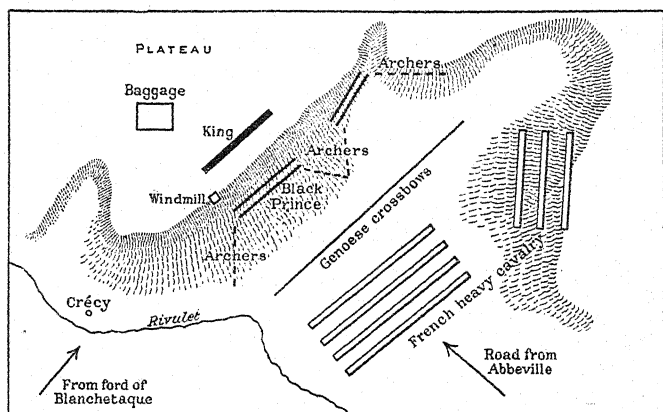 PLATEAU
Archers
Baggage
King
Archers
Windmill
Black
Prince
Archers
Genoese crossbows
French heavy cavalry
Crécy
Rivulet
Road from
Abbeville
From ford of
Blanchetaque